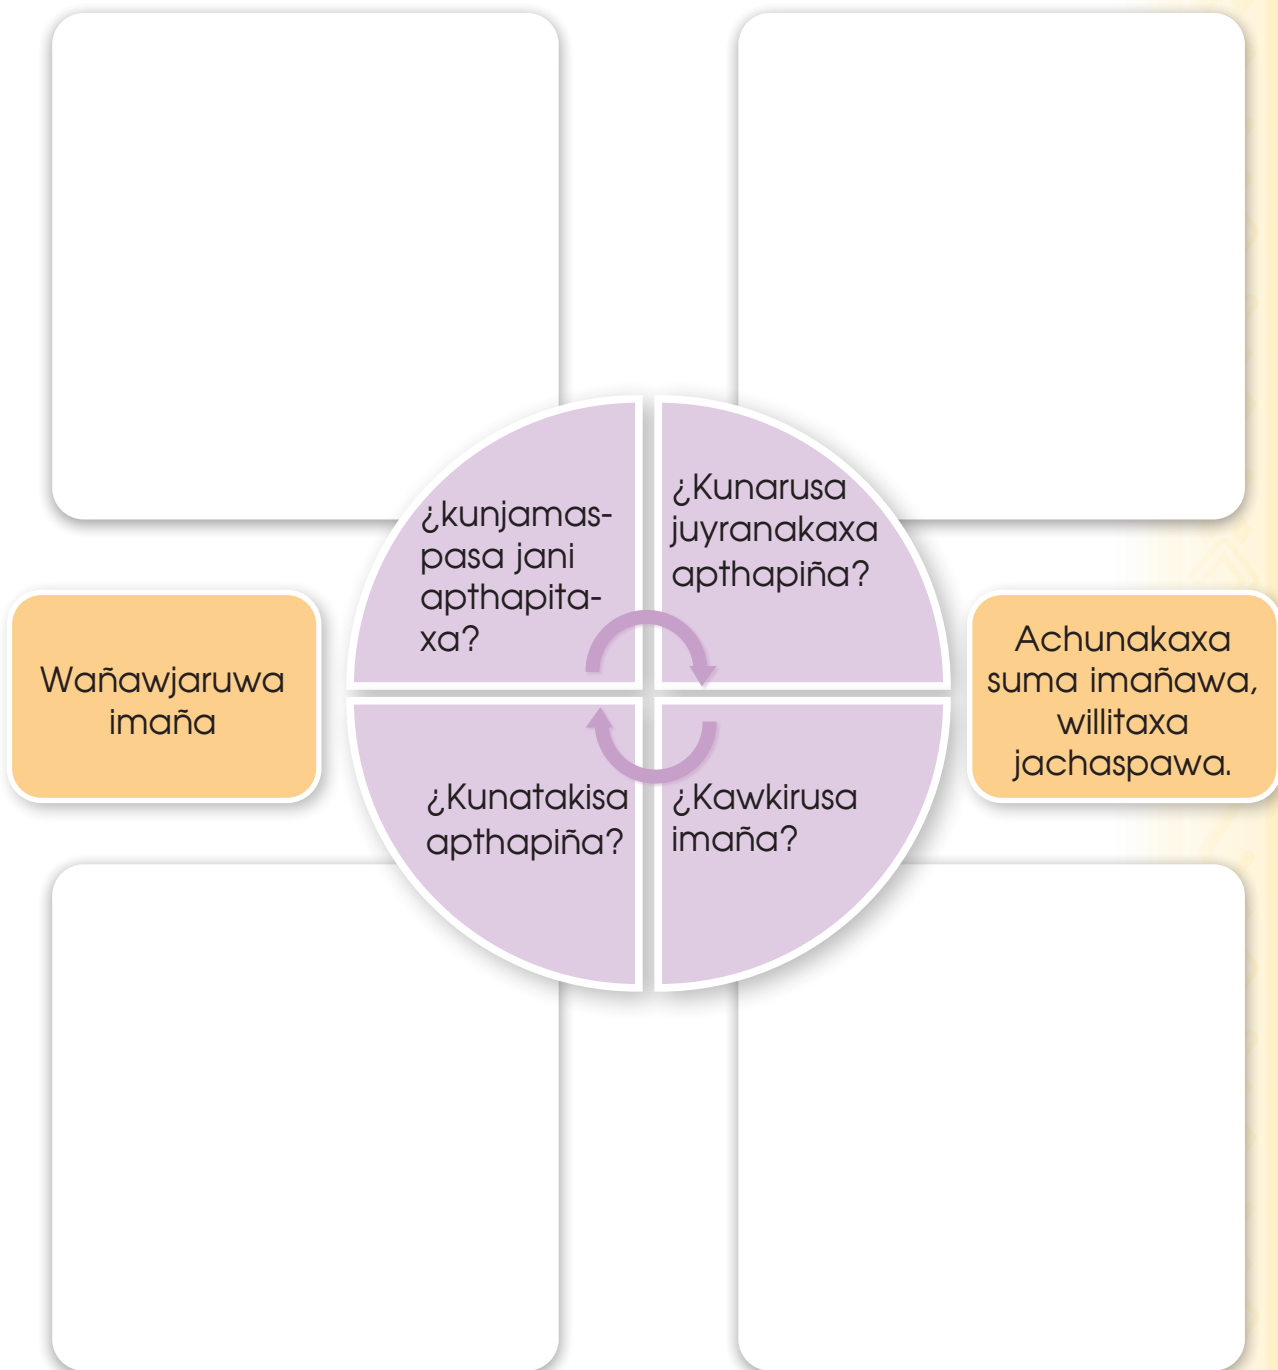 ¿kunjamas-
pasa jani
apthapita-
xa?
¿Kunarusa
juyranakaxa
apthapiña?
Wañawjaruwa
imaña
Achunakaxa
suma imañawa,
willitaxa
jachaspawa.
¿Kunatakisa
apthapiña?
¿Kawkirusa
imaña?